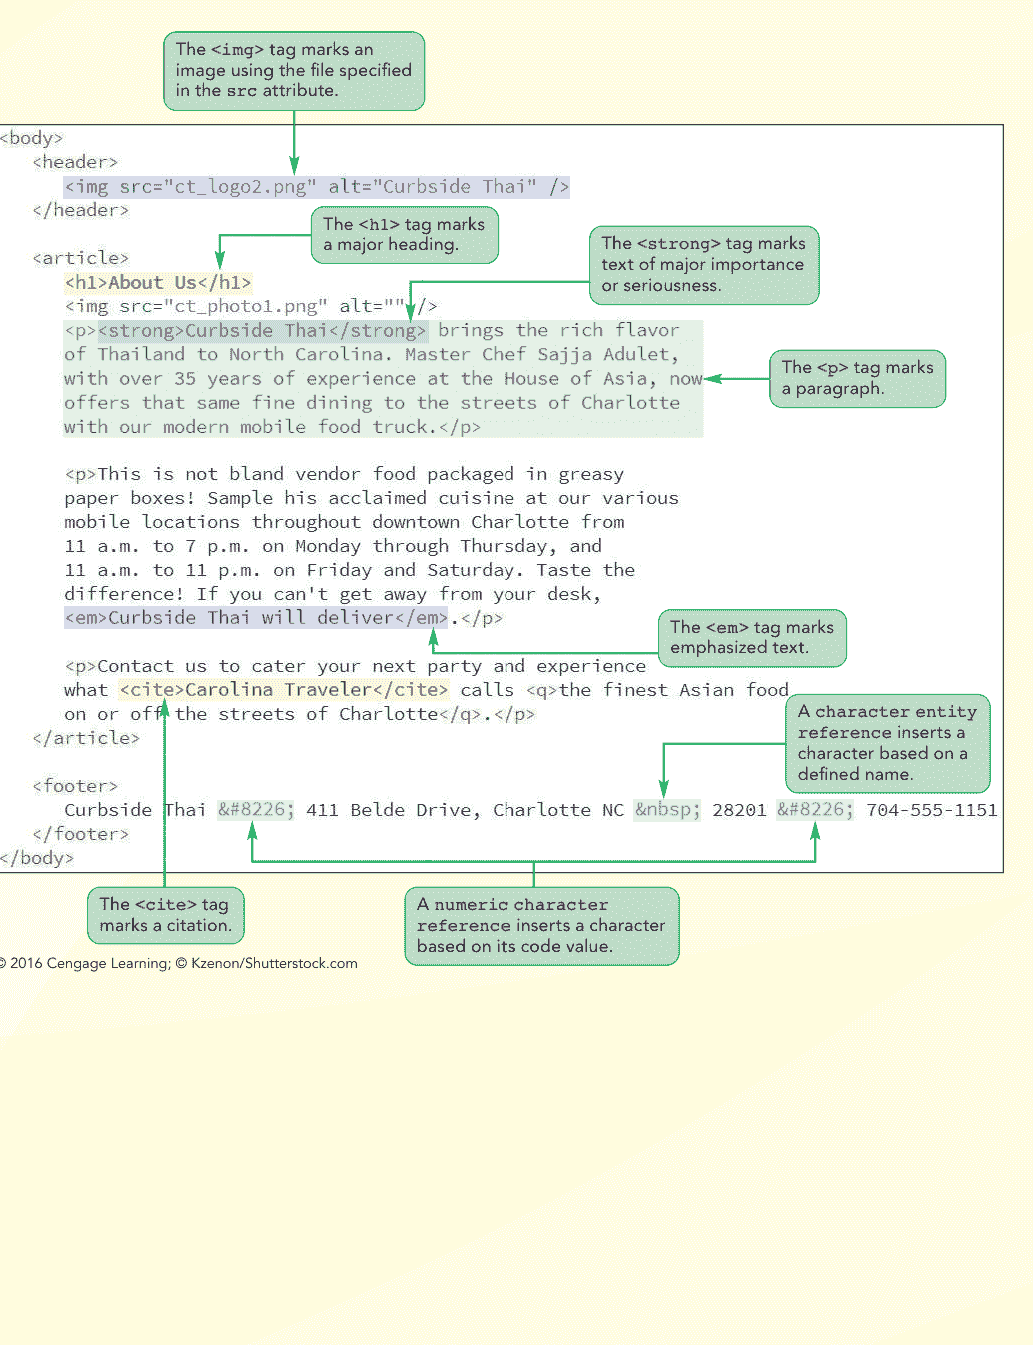 The <img> tag marks an
image using the file specified
in the src attribute.
<body>
<header>
<img src="ct_logo2.png" alt="Curbside Thai" />
</header>
The <h1> tag marks
a major heading.
The <strong> tag marks
text of major importance
or seriousness.
<article>
<h1>About Us</h1>
<img src="ct_photo1.png" alt="" />
<p><strong>Curbside Thai</strong> brings the rich flavor
of Thailand to North Carolina. Master Chef Sajja Adulet,
with over 35 years of experience at the House of Asia, now
offers that same fine dining to the streets of Charlotte
with our modern mobile food truck.</p>
The <p> tag marks
a paragraph.
<p>This is not bland vendor food packaged in greasy
paper boxes! Sample his acclaimed cuisine at our various
mobile locations throughout downtown Charlotte from
11 a.m. to 7 p.m. on Monday through Thursday, and
11 a.m. to 11 p.m. on Friday and Saturday. Taste the
difference! If you can't get away from your desk,
<em>Curbside Thai will deliver</em>.</p>
The <em> tag marks
emphasized text.
<p>Contact us to cater your next party and experience
what <cite>Carolina Traveler</cite> calls <q>the finest Asian food
on or off the streets of Charlotte</q>.</p>
</article>
A character entity
reference inserts a
character based on a
defined name.
<footer>
Curbside Thai &#8226; 411 Belde Drive, Charlotte NC &nbsp; 28201 &#8226; 704-555-1151
</footer>
</body>
The <cite> tag
marks a citation.
A numeric character
reference inserts a character
based on its code value.
© 2016 Cengage Learning; © Kzenon/Shutterstock.com